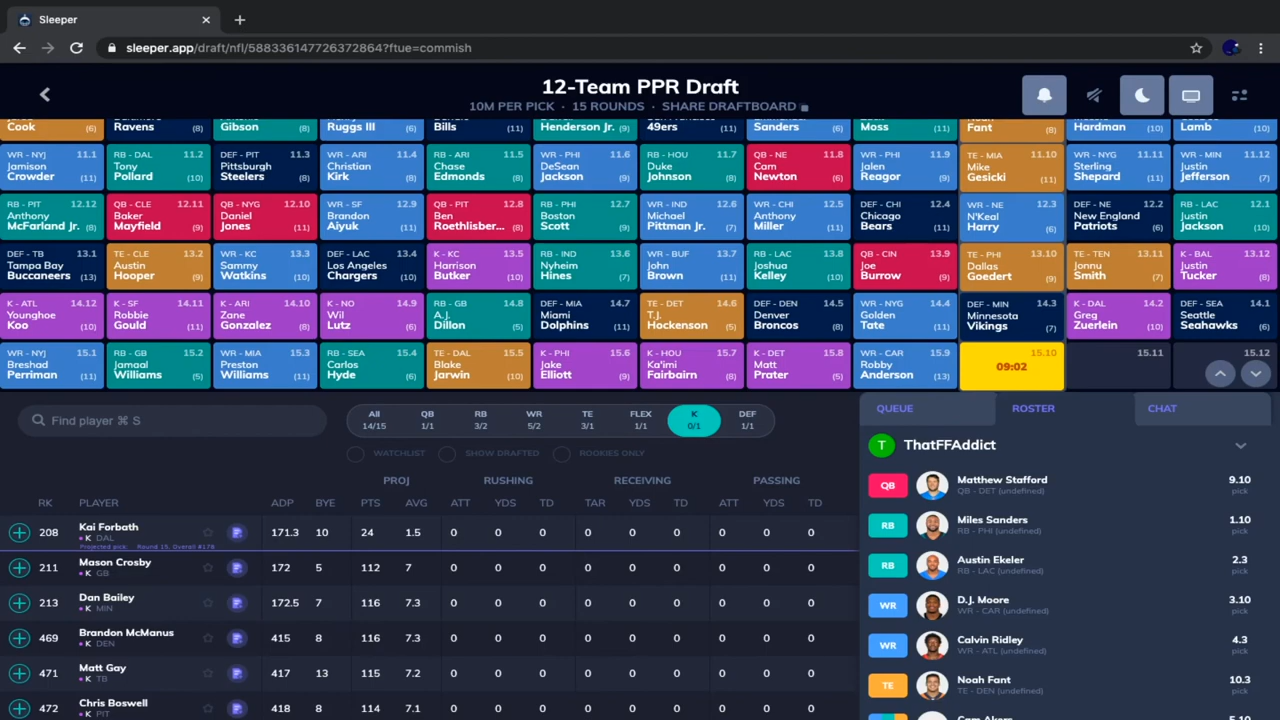 Sleeper
sleeper.app/draft/nfl/588336147726372864?ftue=commish
12-Team PPR Draft
10M PER PICK · 15 ROUNDS · SHARE DRAFTBOARD
Cook (6) Ravens (8) Gibson (8) Ruggs III (6) Bills (11) Henderson Jr. (9) 49ers (11) Sanders (6) Moss (11) Fant (8) Hardman (10) Lamb (10)
WR - NYJ 11.1 RB - DAL 11.2 DEF - PIT 11.3 WR - ARI 11.4 RB - ARI 11.5 WR - PHI 11.6 RB - HOU 11.7 QB - NE 11.8 WR - PHI 11.9 TE - MIA 11.10 WR - NYG 11.11 WR - MIN 11.12
Jamison Tony Pittsburgh Christian Chase DeSean Duke Cam Jalen Mike Sterling Justin
Crowder (11) Pollard (10) Steelers (8) Kirk (8) Edmonds (8) Jackson (9) Johnson (8) Newton (6) Reagor (9) Gesicki (11) Shepard (11) Jefferson (7)
RB - PIT 12.12 QB - CLE 12.11 QB - NYG 12.10 WR - SF 12.9 QB - PIT 12.8 RB - PHI 12.7 WR - IND 12.6 WR - CHI 12.5 DEF - CHI 12.4 WR - NE 12.3 DEF - NE 12.2 RB - LAC 12.1
Anthony Baker Daniel Brandon Ben Boston Michael Anthony Chicago N'Keal New England Justin
McFarland Jr. (8) Mayfield (9) Jones (11) Aiyuk (11) Roethlisber... (8) Scott (9) Pittman Jr. (7) Miller (11) Bears (11) Harry (6) Patriots (6) Jackson (10)
DEF - TB 13.1 TE - CLE 13.2 WR - KC 13.3 DEF - LAC 13.4 K - KC 13.5 RB - IND 13.6 WR - BUF 13.7 RB - LAC 13.8 QB - CIN 13.9 TE - PHI 13.10 TE - TEN 13.11 K - BAL 13.12
Tampa Bay Austin Sammy Los Angeles Harrison Nyheim John Joshua Joe Dallas Jonnu Justin
Buccaneers (13) Hooper (9) Watkins (10) Chargers (10) Butker (10) Hines (7) Brown (11) Kelley (10) Burrow (9) Goedert (9) Smith (7) Tucker (8)
K - ATL 14.12 K - SF 14.11 K - ARI 14.10 K - NO 14.9 RB - GB 14.8 DEF - MIA 14.7 TE - DET 14.6 DEF - DEN 14.5 WR - NYG 14.4 DEF - MIN 14.3 K - DAL 14.2 DEF - SEA 14.1
Younghoe Robbie Zane Wil A.J. Miami T.J. Denver Golden Minnesota Greg Seattle
Koo (10) Gould (11) Gonzalez (8) Lutz (6) Dillon (5) Dolphins (11) Hockenson (5) Broncos (8) Tate (11) Vikings (7) Zuerlein (10) Seahawks (6)
WR - NYJ 15.1 RB - GB 15.2 WR - MIA 15.3 RB - SEA 15.4 TE - DAL 15.5 K - PHI 15.6 K - HOU 15.7 K - DET 15.8 WR - CAR 15.9 15.10 15.11 15.12
Breshad Jamaal Preston Carlos Blake Jake Ka'imi Matt Robby 09:02
Perriman (11) Williams (5) Williams (11) Hyde (6) Jarwin (10) Elliott (9) Fairbairn (8) Prater (5) Anderson (13)
Find player ⌘ S
All QB RB WR TE FLEX K DEF
14/15 1/1 3/2 5/2 3/1 1/1 0/1 1/1
WATCHLIST SHOW DRAFTED ROOKIES ONLY
PROJ RUSHING RECEIVING PASSING
RK PLAYER ADP BYE PTS AVG ATT YDS TD TAR YDS TD ATT YDS TD
208 Kai Forbath 171.3 10 24 1.5 0 0 0 0 0 0 0 0 0
K DAL
Projected pick: Round 15, Overall #178
211 Mason Crosby 172 5 112 7 0 0 0 0 0 0 0 0 0
K GB
213 Dan Bailey 172.5 7 116 7.3 0 0 0 0 0 0 0 0 0
K MIN
469 Brandon McManus 415 8 116 7.3 0 0 0 0 0 0 0 0 0
K DEN
471 Matt Gay 417 13 115 7.2 0 0 0 0 0 0 0 0 0
K TB
472 Chris Boswell 418 8 114 7.1 0 0 0 0 0 0 0 0 0
K PIT
QUEUE ROSTER CHAT
T ThatFFAddict
QB Matthew Stafford 9.10
QB - DET (undefined) pick
RB Miles Sanders 1.10
RB - PHI (undefined) pick
RB Austin Ekeler 2.3
RB - LAC (undefined) pick
WR D.J. Moore 3.10
WR - CAR (undefined) pick
WR Calvin Ridley 4.3
WR - ATL (undefined) pick
TE Noah Fant 10.3
TE - DEN (undefined) pick
Cam Akers 5.10